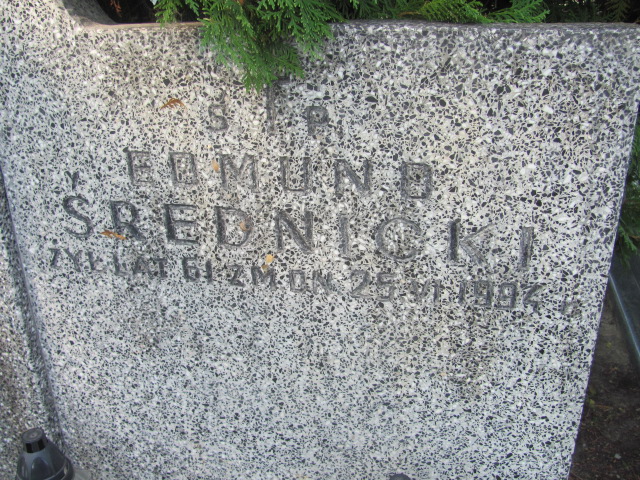 Ś † P
EDMUND
ŚREDNICKI
ŻYŁ LAT 61 ZM. DN. 25.VI.1994 R.